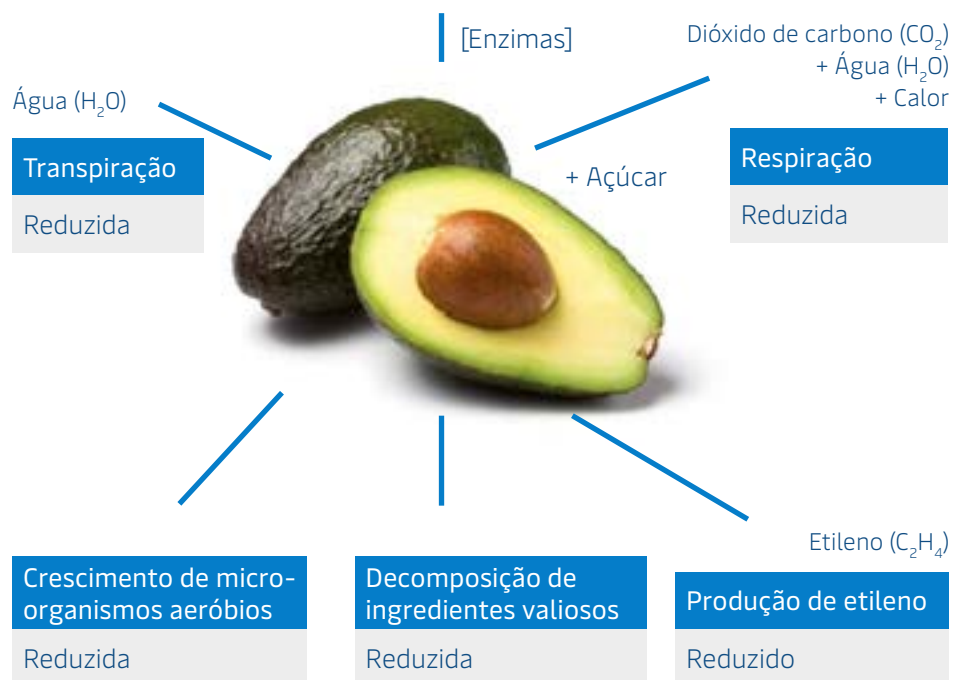 [Enzimas]
Dióxido de carbono (CO₂)
+ Água (H₂O)
+ Calor
Água (H₂O)
Transpiração
Reduzida
+ Açúcar
Respiração
Reduzida
Etileno (C₂H₄)
Crescimento de micro-
organismos aeróbios
Reduzida
Decomposição de
ingredientes valiosos
Reduzida
Produção de etileno
Reduzido